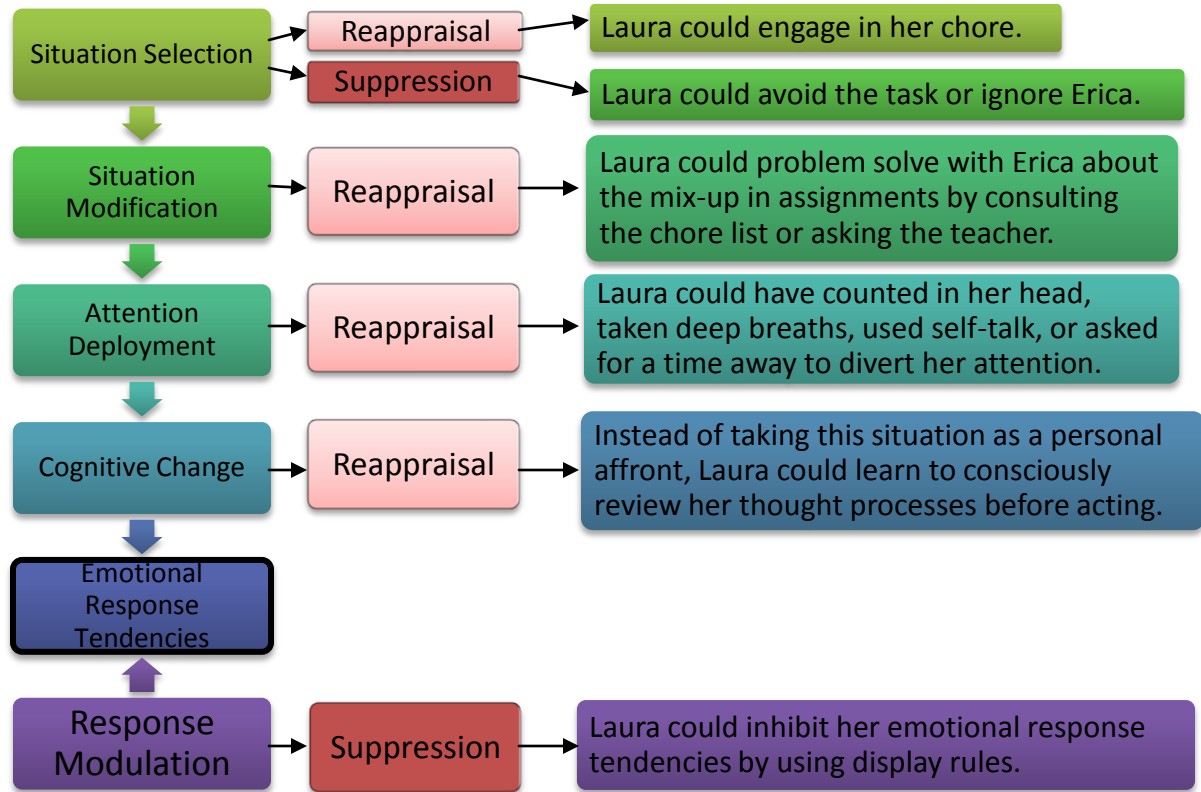 Situation Selection
Reappraisal
Laura could engage in her chore.
Suppression
Laura could avoid the task or ignore Erica.
Situation
Modification
Reappraisal
Laura could problem solve with Erica about
the mix-up in assignments by consulting
the chore list or asking the teacher.
Attention
Deployment
Reappraisal
Laura could have counted in her head,
taken deep breaths, used self-talk, or asked
for a time away to divert her attention.
Cognitive Change
Reappraisal
Instead of taking this situation as a personal
affront, Laura could learn to consciously
review her thought processes before acting.
Emotional
Response
Tendencies
Response
Modulation
Suppression
Laura could inhibit her emotional response
tendencies by using display rules.